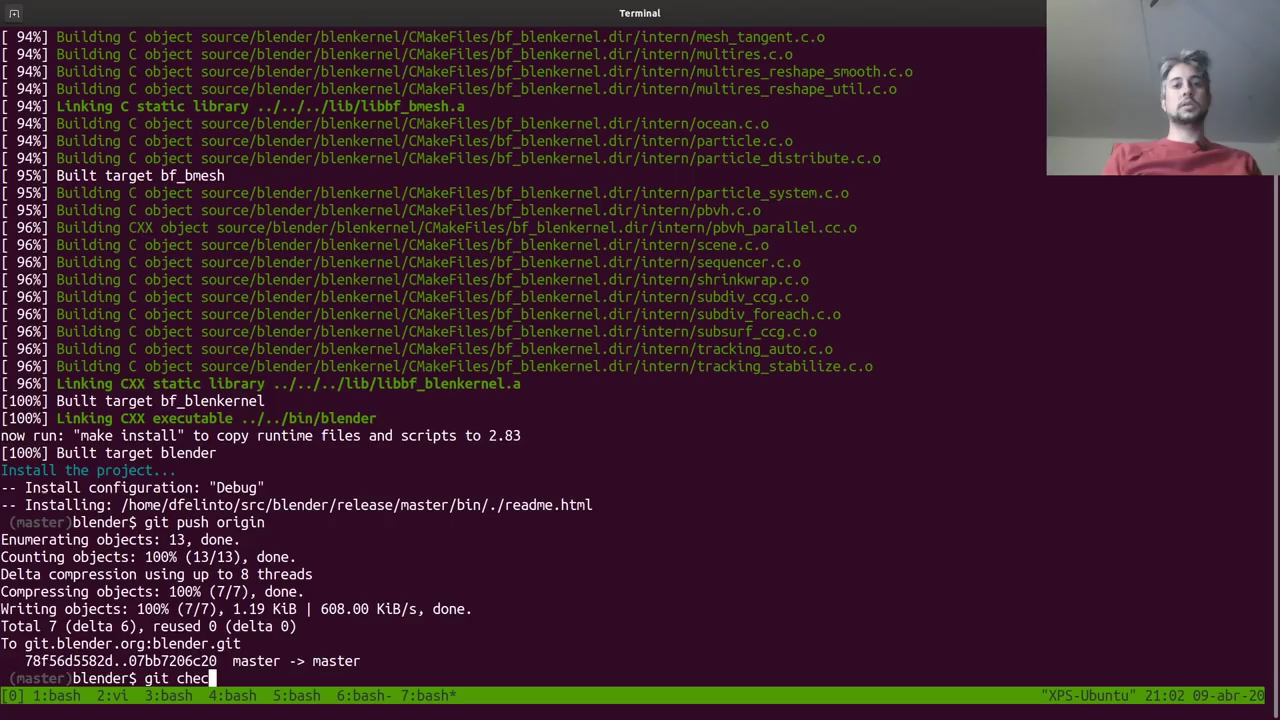 Terminal
[ 94%] Building C object source/blender/blenkernel/CMakeFiles/bf_blenkernel.dir/intern/mesh_tangent.c.o
[ 94%] Building C object source/blender/blenkernel/CMakeFiles/bf_blenkernel.dir/intern/multires.c.o
[ 94%] Building C object source/blender/blenkernel/CMakeFiles/bf_blenkernel.dir/intern/multires_reshape_smooth.c.o
[ 94%] Building C object source/blender/blenkernel/CMakeFiles/bf_blenkernel.dir/intern/multires_reshape_util.c.o
[ 94%] Linking C static library ../../../lib/libbf_bmesh.a
[ 94%] Building C object source/blender/blenkernel/CMakeFiles/bf_blenkernel.dir/intern/ocean.c.o
[ 94%] Building C object source/blender/blenkernel/CMakeFiles/bf_blenkernel.dir/intern/particle.c.o
[ 94%] Building C object source/blender/blenkernel/CMakeFiles/bf_blenkernel.dir/intern/particle_distribute.c.o
[ 95%] Built target bf_bmesh
[ 95%] Building C object source/blender/blenkernel/CMakeFiles/bf_blenkernel.dir/intern/particle_system.c.o
[ 95%] Building C object source/blender/blenkernel/CMakeFiles/bf_blenkernel.dir/intern/pbvh.c.o
[ 96%] Building CXX object source/blender/blenkernel/CMakeFiles/bf_blenkernel.dir/intern/pbvh_parallel.cc.o
[ 96%] Building C object source/blender/blenkernel/CMakeFiles/bf_blenkernel.dir/intern/scene.c.o
[ 96%] Building C object source/blender/blenkernel/CMakeFiles/bf_blenkernel.dir/intern/sequencer.c.o
[ 96%] Building C object source/blender/blenkernel/CMakeFiles/bf_blenkernel.dir/intern/shrinkwrap.c.o
[ 96%] Building C object source/blender/blenkernel/CMakeFiles/bf_blenkernel.dir/intern/subdiv_ccg.c.o
[ 96%] Building C object source/blender/blenkernel/CMakeFiles/bf_blenkernel.dir/intern/subdiv_foreach.c.o
[ 96%] Building C object source/blender/blenkernel/CMakeFiles/bf_blenkernel.dir/intern/subsurf_ccg.c.o
[ 96%] Building C object source/blender/blenkernel/CMakeFiles/bf_blenkernel.dir/intern/tracking_auto.c.o
[ 96%] Building C object source/blender/blenkernel/CMakeFiles/bf_blenkernel.dir/intern/tracking_stabilize.c.o
[ 96%] Linking CXX static library ../../../lib/libbf_blenkernel.a
[100%] Built target bf_blenkernel
[100%] Linking CXX executable ../../bin/blender
now run: "make install" to copy runtime files and scripts to 2.83
[100%] Built target blender
Install the project...
-- Install configuration: "Debug"
-- Installing: /home/dfelinto/src/blender/release/master/bin/./readme.html
(master)blender$ git push origin
Enumerating objects: 13, done.
Counting objects: 100% (13/13), done.
Delta compression using up to 8 threads
Compressing objects: 100% (7/7), done.
Writing objects: 100% (7/7), 1.19 KiB | 608.00 KiB/s, done.
Total 7 (delta 6), reused 0 (delta 0)
To git.blender.org:blender.git
78f56d5582d..07bb7206c20  master -> master
(master)blender$ git chec
[0] 1:bash  2:vi  3:bash  4:bash  5:bash  6:bash- 7:bash* "XPS-Ubuntu" 21:02 09-abr-20